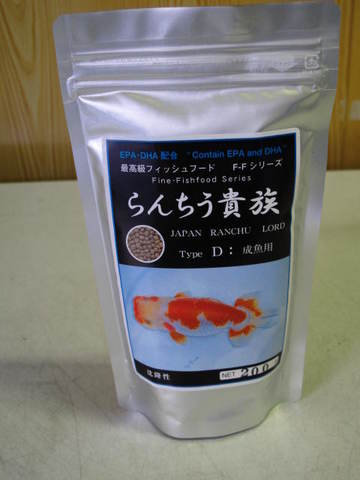 EPA・DHA 配合 "Contain EPA and DHA"
最高級フィッシュフード F-Fシリーズ
Fine-Fishfood Series
らんちう貴族
JAPAN RANCHU LORD
Type D：成魚用
沈降性
NET 200